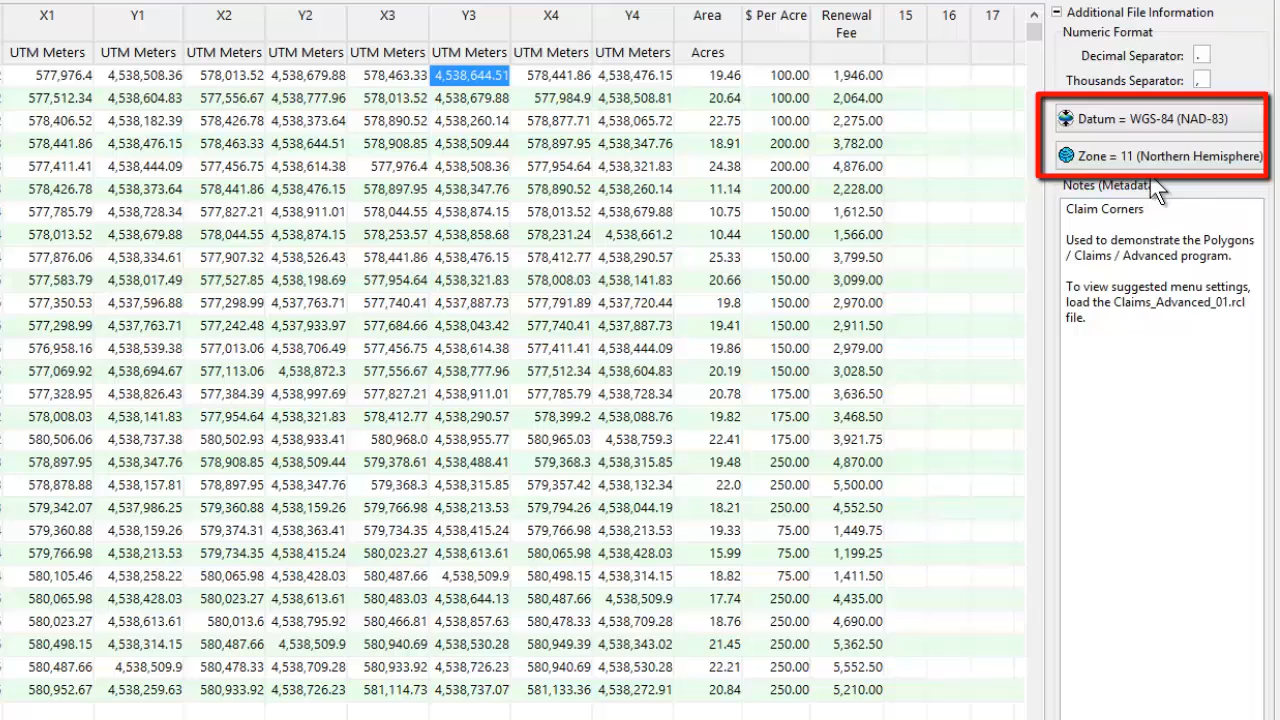 X1 Y1 X2 Y2 X3 Y3 X4 Y4 Area $ Per Acre Renewal Fee 15 16 17
UTM Meters UTM Meters UTM Meters UTM Meters UTM Meters UTM Meters UTM Meters UTM Meters Acres
577,976.4 4,538,508.36 578,013.52 4,538,679.88 578,463.33 4,538,644.51 578,441.86 4,538,476.15 19.46 100.00 1,946.00
577,512.34 4,538,604.83 577,556.67 4,538,777.96 578,013.52 4,538,679.88 577,984.9 4,538,508.81 20.64 100.00 2,064.00
578,406.52 4,538,182.39 578,426.78 4,538,373.64 578,890.52 4,538,260.14 578,877.71 4,538,065.72 22.75 100.00 2,275.00
578,441.86 4,538,476.15 578,463.33 4,538,644.51 578,908.85 4,538,509.44 578,897.95 4,538,347.46 18.91 200.00 3,782.00
577,411.41 4,538,444.09 577,456.75 4,538,614.38 577,976.4 4,538,508.36 577,954.64 4,538,321.83 24.38 200.00 4,876.00
578,426.78 4,538,373.64 578,441.86 4,538,476.15 578,897.95 4,538,347.76 578,890.52 4,538,260.14 11.14 200.00 2,228.00
577,785.79 4,538,728.34 577,827.21 4,538,911.01 578,044.55 4,538,874.15 578,013.52 4,538,679.88 10.75 150.00 1,612.50
578,013.52 4,538,679.88 578,044.55 4,538,874.15 578,253.57 4,538,858.68 578,231.24 4,538,661.2 10.44 150.00 1,566.00
577,876.06 4,538,334.61 577,907.32 4,538,526.43 578,441.86 4,538,476.15 578,412.77 4,538,290.57 25.33 150.00 3,799.50
577,583.79 4,538,017.49 577,527.85 4,538,198.69 577,954.64 4,538,321.83 578,008.03 4,538,141.83 20.66 150.00 3,099.00
577,350.53 4,537,596.88 577,298.99 4,537,763.71 577,740.41 4,537,887.73 577,791.89 4,537,720.44 19.8 150.00 2,970.00
577,298.99 4,537,763.71 577,242.48 4,537,933.97 577,684.66 4,538,043.42 577,740.41 4,537,887.73 19.41 150.00 2,911.50
576,958.16 4,538,539.38 577,013.06 4,538,706.49 577,456.75 4,538,614.38 577,411.41 4,538,444.09 19.86 150.00 2,979.00
577,069.92 4,538,694.67 577,113.06 4,538,872.3 577,556.67 4,538,777.96 577,512.34 4,538,604.83 20.19 150.00 3,028.50
577,328.95 4,538,826.43 577,384.39 4,538,997.69 577,827.21 4,538,911.01 577,785.79 4,538,728.34 20.78 175.00 3,636.50
578,008.03 4,538,141.83 577,954.64 4,538,321.83 578,412.77 4,538,290.57 578,399.2 4,538,088.76 19.82 175.00 3,468.50
580,506.06 4,538,737.38 580,502.93 4,538,933.41 580,968.0 4,538,955.77 580,965.03 4,538,759.3 22.41 175.00 3,921.75
578,897.95 4,538,347.76 578,908.85 4,538,509.44 579,378.61 4,538,488.41 579,368.3 4,538,315.85 19.48 250.00 4,870.00
578,878.88 4,538,157.81 578,897.95 4,538,347.76 579,368.3 4,538,315.85 579,357.42 4,538,132.34 22.0 250.00 5,500.00
579,342.07 4,537,986.25 579,360.88 4,538,159.26 579,766.98 4,538,213.53 579,794.26 4,538,044.19 18.21 250.00 4,552.50
579,360.88 4,538,159.26 579,374.31 4,538,363.41 579,734.35 4,538,415.24 579,766.98 4,538,213.53 19.33 75.00 1,449.75
579,766.98 4,538,213.53 579,734.35 4,538,415.24 580,023.27 4,538,613.61 580,065.98 4,538,428.03 15.99 75.00 1,199.25
580,105.46 4,538,258.22 580,065.98 4,538,428.03 580,487.66 4,538,509.9 580,498.15 4,538,314.15 18.82 75.00 1,411.50
580,065.98 4,538,428.03 580,023.27 4,538,613.61 580,483.03 4,538,644.13 580,487.66 4,538,509.9 17.74 250.00 4,435.00
580,023.27 4,538,613.61 580,013.6 4,538,795.92 580,466.81 4,538,857.63 580,478.33 4,538,709.28 18.76 250.00 4,690.00
580,498.15 4,538,314.15 580,487.66 4,538,509.9 580,940.69 4,538,530.28 580,949.39 4,538,343.02 21.45 250.00 5,362.50
580,487.66 4,538,509.9 580,478.33 4,538,709.28 580,933.92 4,538,726.23 580,940.69 4,538,530.28 22.21 250.00 5,552.50
580,952.67 4,538,259.63 580,933.92 4,538,726.23 581,114.73 4,538,737.07 581,133.36 4,538,272.91 20.84 250.00 5,210.00
Additional File Information
Numeric Format
Decimal Separator: .
Thousands Separator: ,
Datum = WGS-84 (NAD-83)
Zone = 11 (Northern Hemisphere)
Notes (Metadata
Claim Corners
Used to demonstrate the Polygons
/ Claims / Advanced program.
To view suggested menu settings,
load the Claims_Advanced_01.rcl
file.